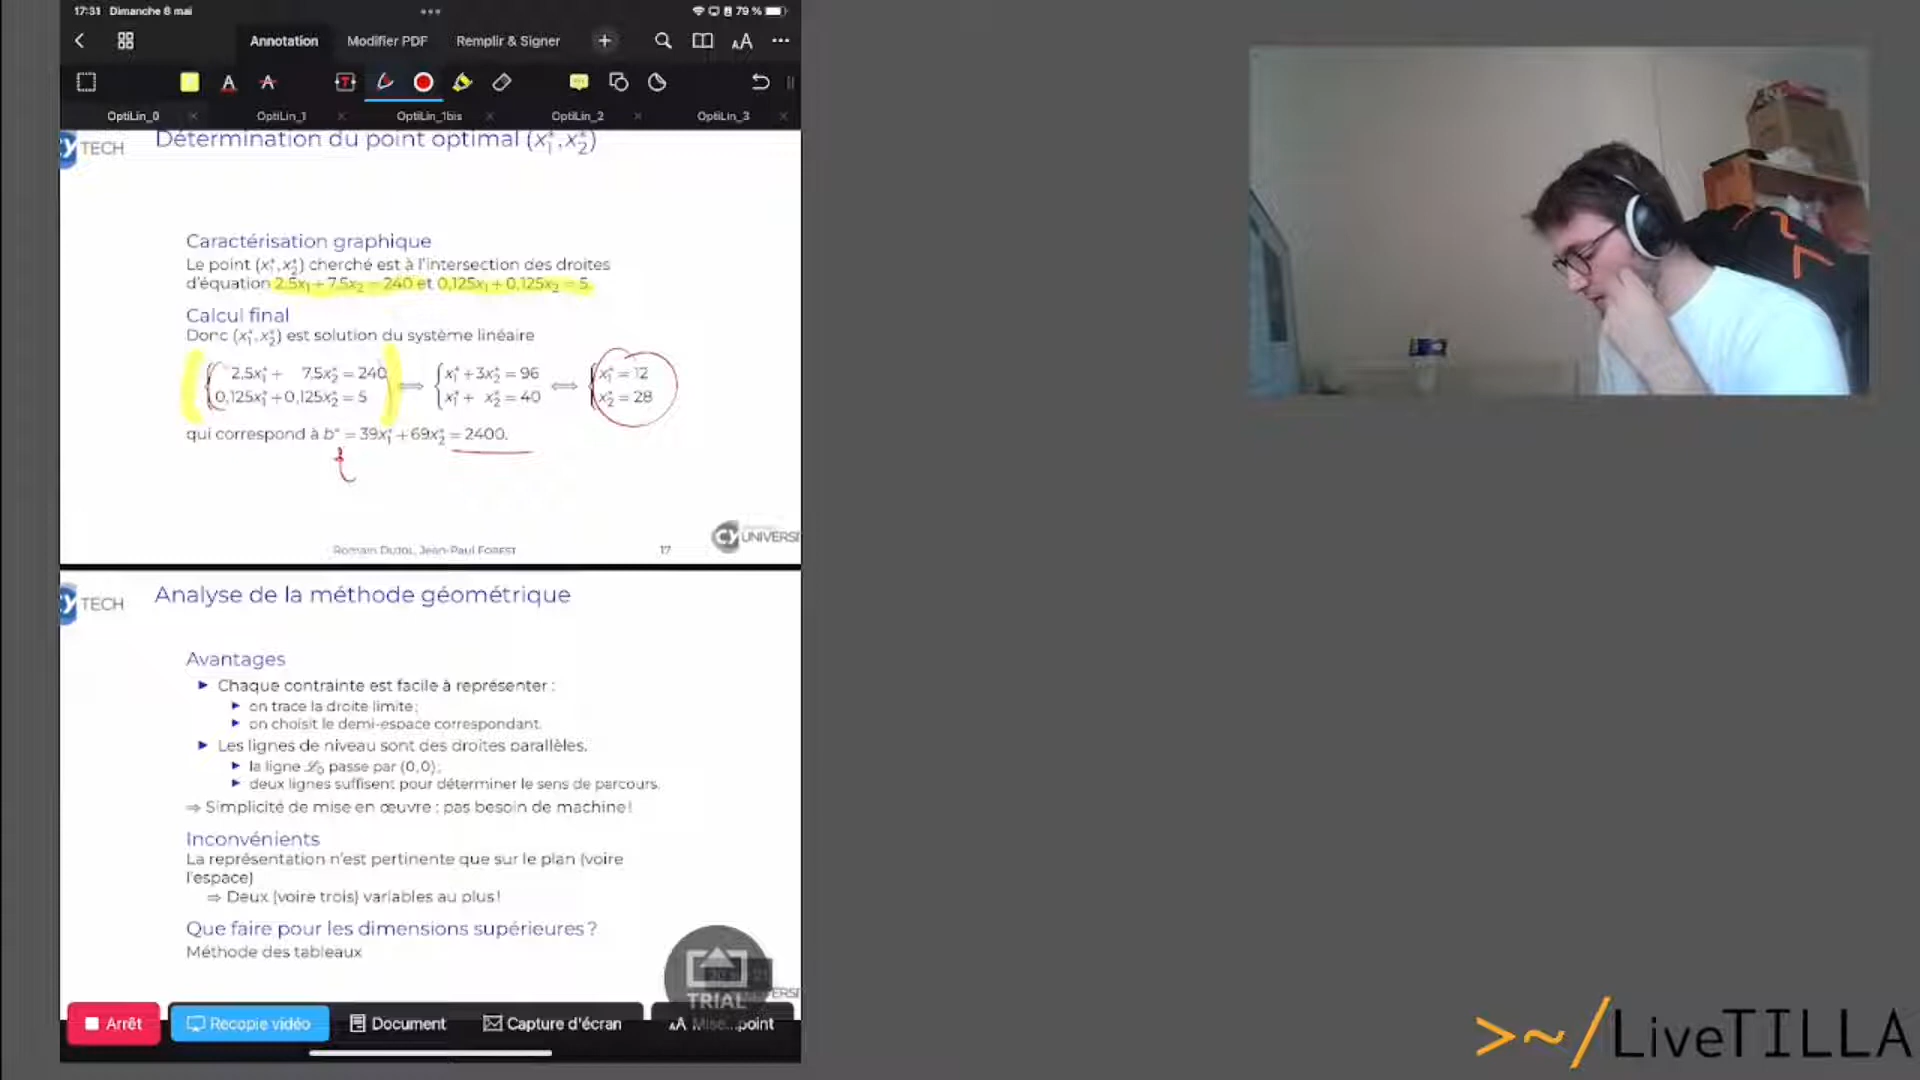 17:31 Dimanche 8 mai
79 %
Annotation Modifier PDF Remplir & Signer
OptiLin_0 OptiLin_1 OptiLin_1bis OptiLin_2 OptiLin_3
CY TECH
Détermination du point optimal (x₁*,x₂*)
Caractérisation graphique
Le point (x₁*,x₂*) cherché est à l'intersection des droites
d'équation 2.5x₁ + 7.5x₂ = 240 et 0,125x₁ + 0,125x₂ = 5.
Calcul final
Donc (x₁*,x₂*) est solution du système linéaire
2.5x₁* + 7.5x₂* = 240 ⟺ x₁* + 3x₂* = 96 ⟺ x₁* = 12
0,125x₁* + 0,125x₂* = 5 x₁* + x₂* = 40 x₂* = 28
qui correspond à b* = 39x₁* + 69x₂* = 2400.
CY UNIVERSI
Romain DUJOL, Jean-Paul FOREST 17
CY TECH
Analyse de la méthode géométrique
Avantages
► Chaque contrainte est facile à représenter :
► on trace la droite limite;
► on choisit le demi-espace correspondant.
► Les lignes de niveau sont des droites parallèles.
► la ligne ℒ₀ passe par (0,0);
► deux lignes suffisent pour déterminer le sens de parcours.
⇒ Simplicité de mise en œuvre : pas besoin de machine!
Inconvénients
La représentation n'est pertinente que sur le plan (voire
l'espace)
⇒ Deux (voire trois) variables au plus!
Que faire pour les dimensions supérieures ?
Méthode des tableaux
TRIAL
Arrêt Recopie vidéo Document Capture d'écran AA Mise...point
>~/LiveTILLA